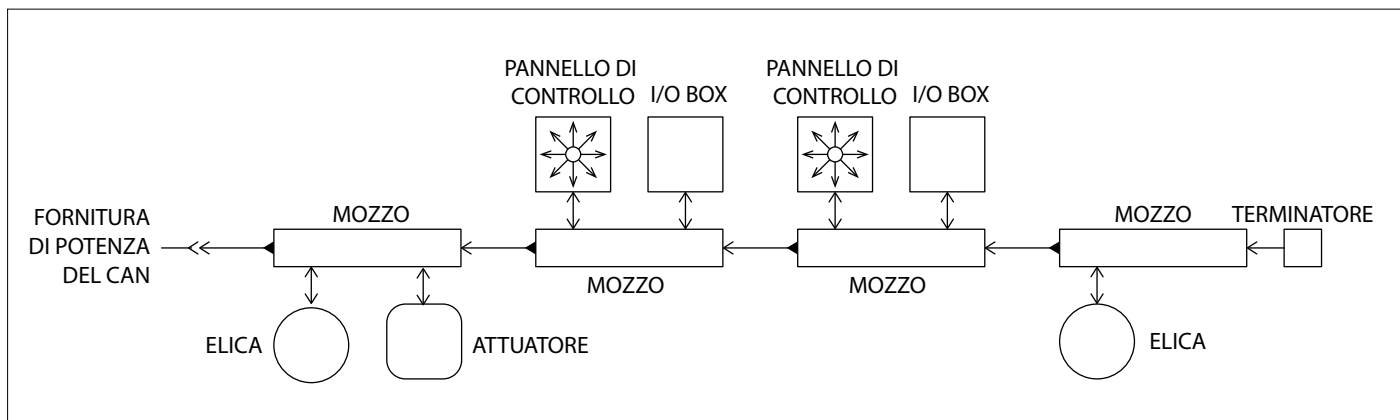 PANNELLO DI
CONTROLLO
I/O BOX
PANNELLO DI
CONTROLLO
I/O BOX
FORNITURA
DI POTENZA
DEL CAN
MOZZO
MOZZO
MOZZO
MOZZO
TERMINATORE
ELICA
ATTUATORE
ELICA